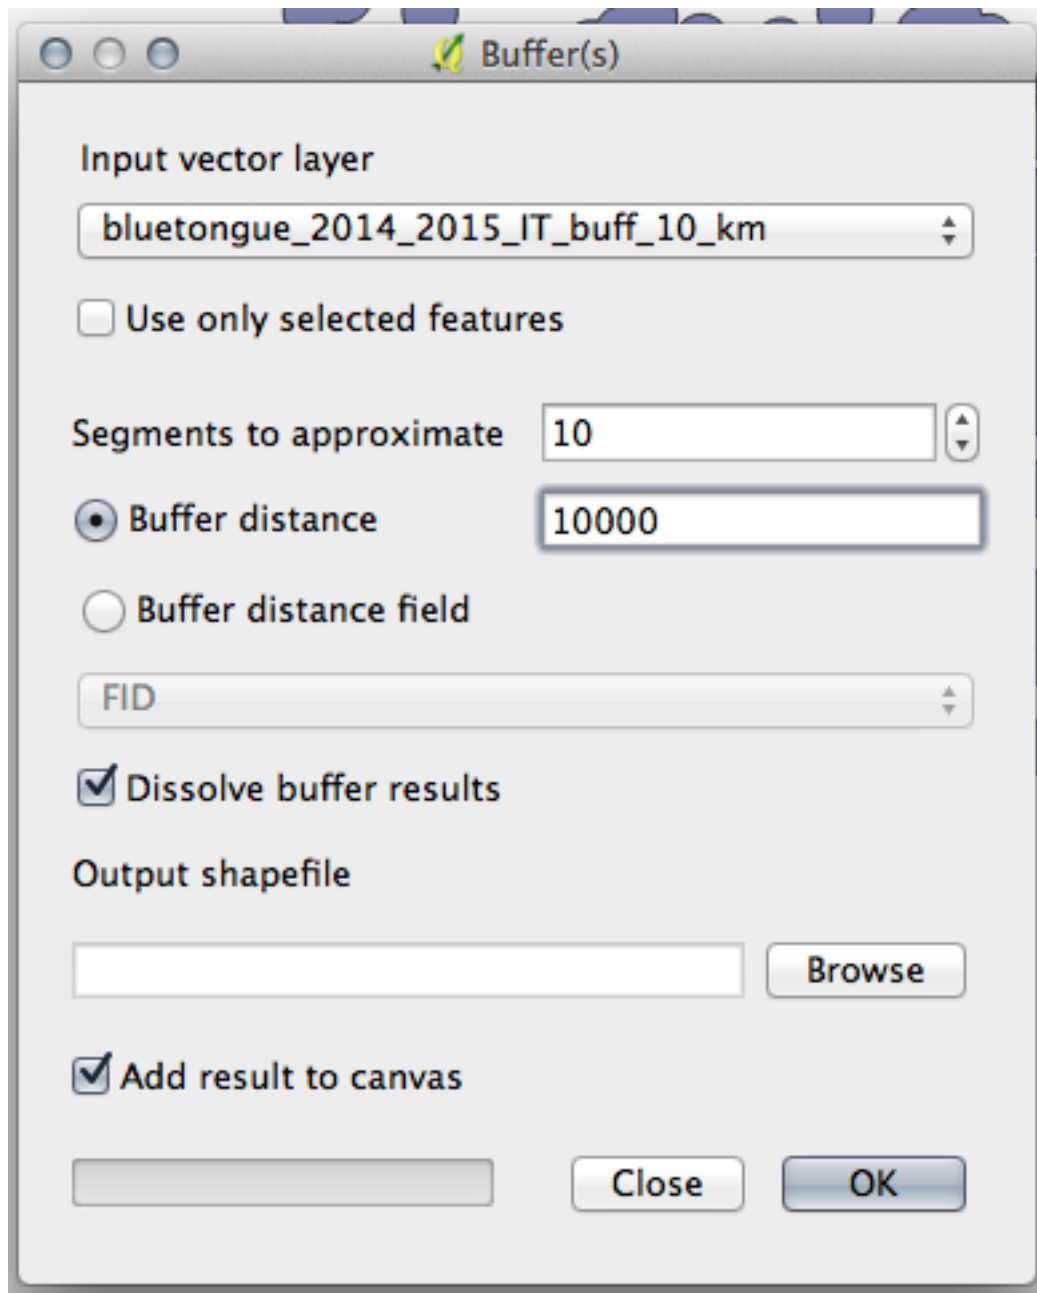 Buffer(s)
Input vector layer
bluetongue_2014_2015_IT_buff_10_km
Use only selected features
Segments to approximate 10
Buffer distance 10000
Buffer distance field
FID
Dissolve buffer results
Output shapefile
Browse
Add result to canvas
Close OK